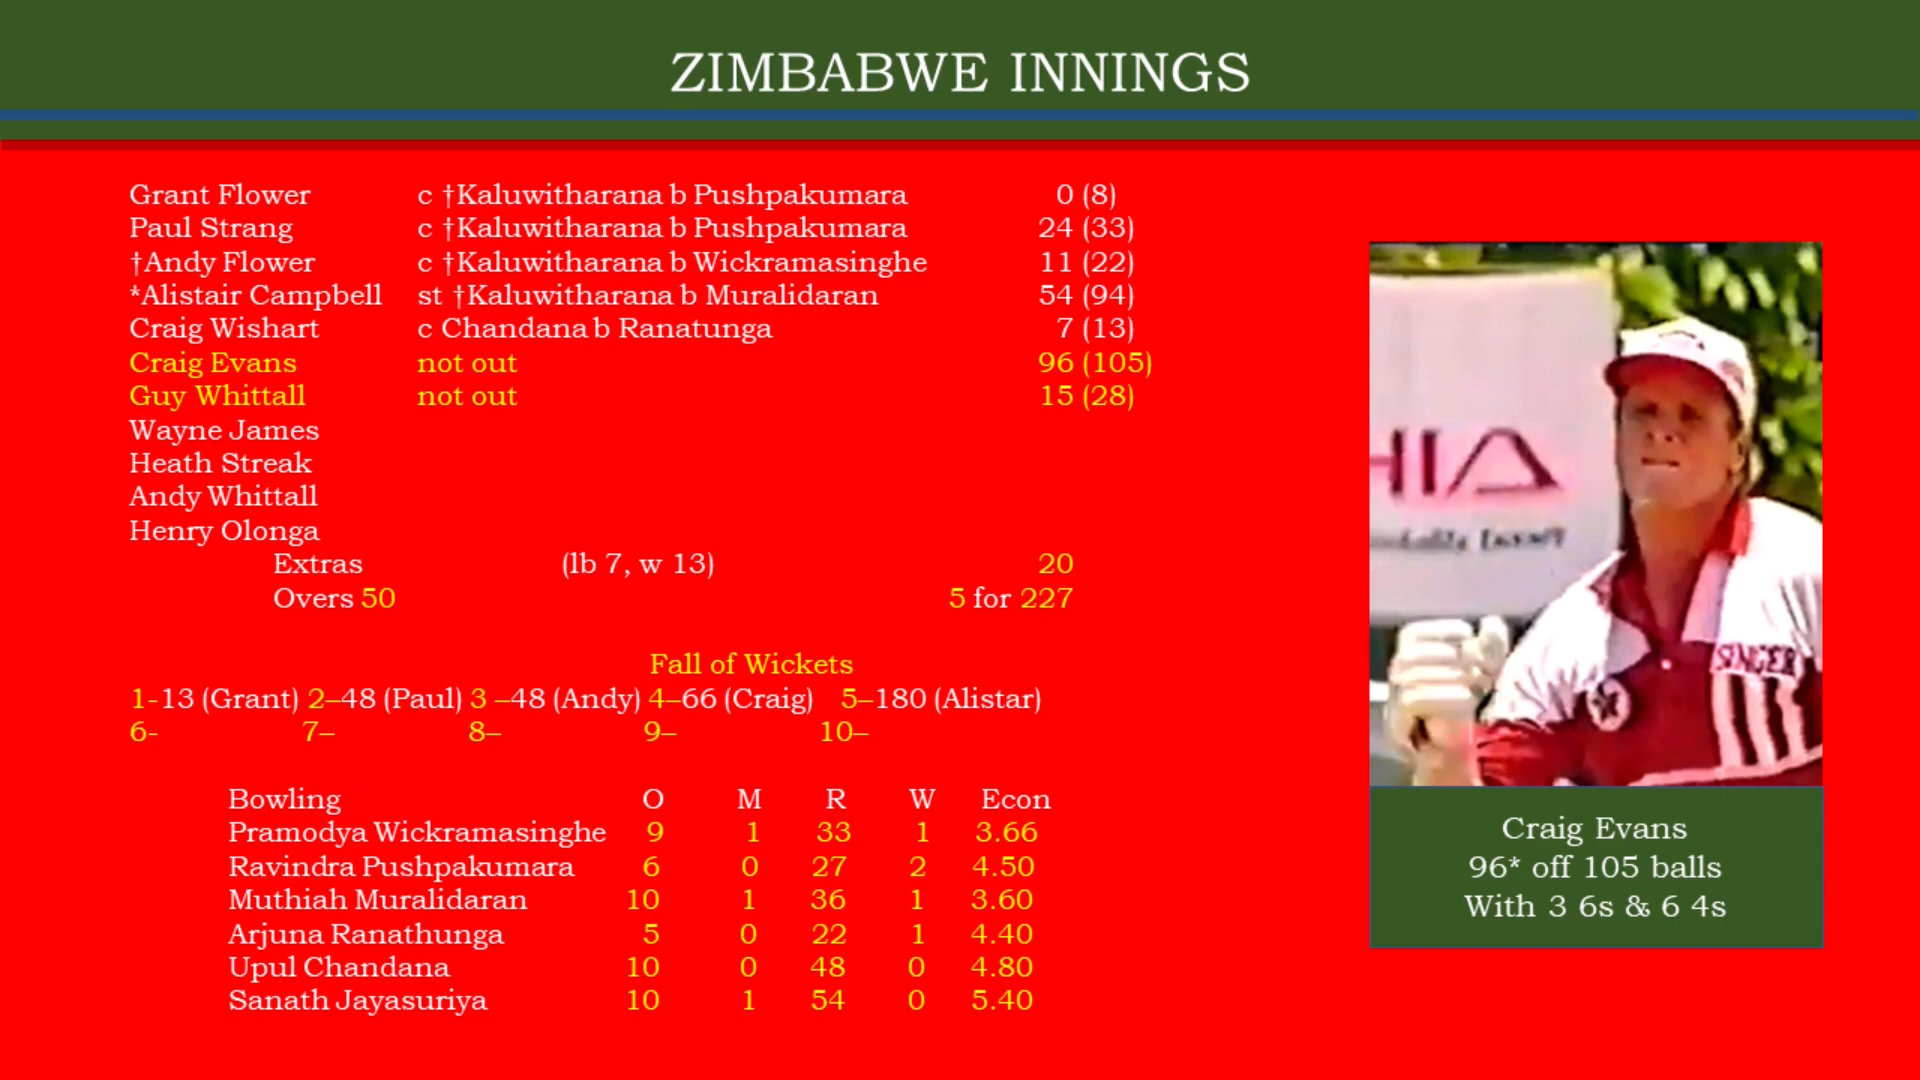 ZIMBABWE INNINGS
Grant Flower c †Kaluwitharana b Pushpakumara 0 (8)
Paul Strang c †Kaluwitharana b Pushpakumara 24 (33)
†Andy Flower c †Kaluwitharana b Wickramasinghe 11 (22)
*Alistair Campbell st †Kaluwitharana b Muralidaran 54 (94)
Craig Wishart c Chandana b Ranatunga 7 (13)
Craig Evans not out 96 (105)
Guy Whittall not out 15 (28)
Wayne James
Heath Streak
Andy Whittall
Henry Olonga
Extras (lb 7, w 13) 20
Overs 50 5 for 227
Fall of Wickets
1-13 (Grant) 2–48 (Paul) 3 –48 (Andy) 4–66 (Craig) 5–180 (Alistar)
6- 7– 8– 9– 10–
Bowling O M R W Econ
Pramodya Wickramasinghe 9 1 33 1 3.66
Ravindra Pushpakumara 6 0 27 2 4.50
Muthiah Muralidaran 10 1 36 1 3.60
Arjuna Ranathunga 5 0 22 1 4.40
Upul Chandana 10 0 48 0 4.80
Sanath Jayasuriya 10 1 54 0 5.40
HIA
SINGER
Craig Evans
96* off 105 balls
With 3 6s & 6 4s